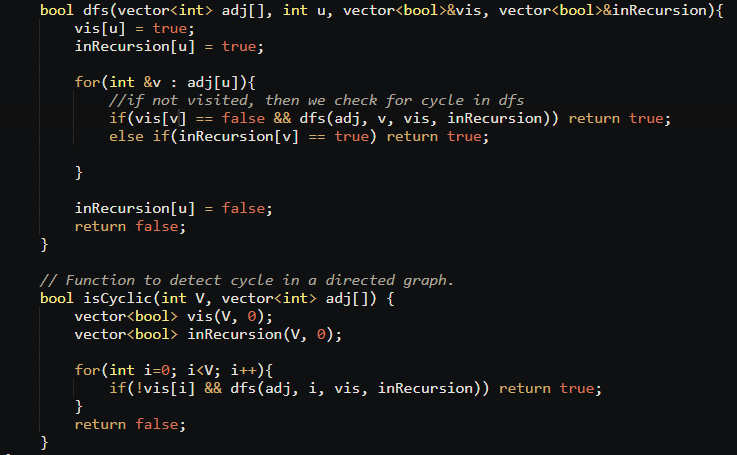 bool dfs(vector<int> adj[], int u, vector<bool>&vis, vector<bool>&inRecursion){
vis[u] = true;
inRecursion[u] = true;
for(int &v : adj[u]){
//if not visited, then we check for cycle in dfs
if(vis[v] == false && dfs(adj, v, vis, inRecursion)) return true;
else if(inRecursion[v] == true) return true;
}
inRecursion[u] = false;
return false;
}
// Function to detect cycle in a directed graph.
bool isCyclic(int V, vector<int> adj[]) {
vector<bool> vis(V, 0);
vector<bool> inRecursion(V, 0);
for(int i=0; i<V; i++){
if(!vis[i] && dfs(adj, i, vis, inRecursion)) return true;
}
return false;
}